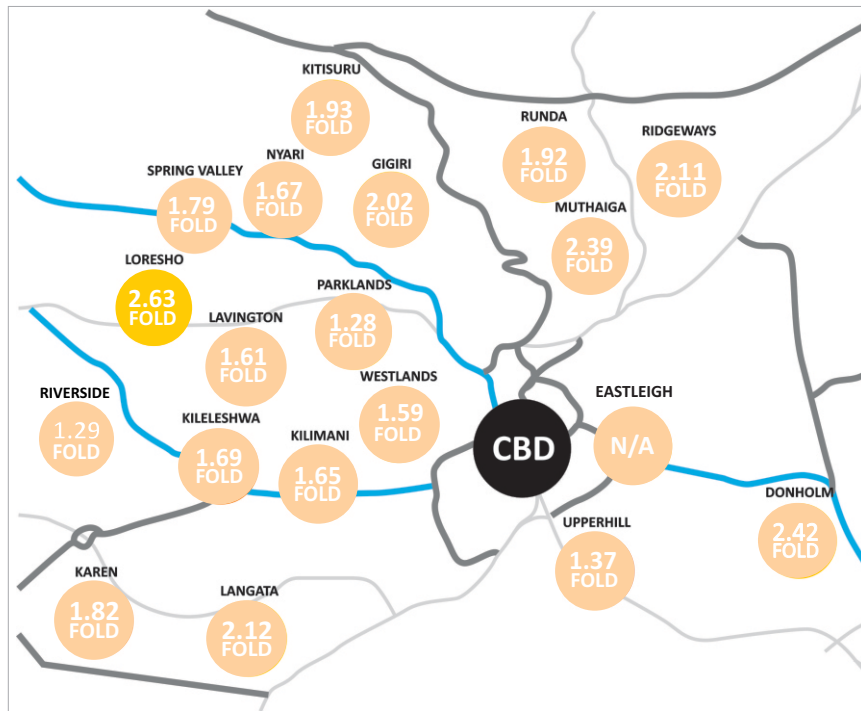 KITISURU
1.93
FOLD
RUNDA
1.92
FOLD
RIDGEWAYS
2.11
FOLD
NYARI
1.67
FOLD
GIGIRI
2.02
FOLD
SPRING VALLEY
1.79
FOLD
MUTHAIGA
2.39
FOLD
LORESHO
2.63
FOLD
PARKLANDS
1.28
FOLD
LAVINGTON
1.61
FOLD
WESTLANDS
1.59
FOLD
RIVERSIDE
1.29
FOLD
KILELESHWA
1.69
FOLD
KILIMANI
1.65
FOLD
CBD
EASTLEIGH
N/A
DONHOLM
2.42
FOLD
UPPERHILL
1.37
FOLD
KAREN
1.82
FOLD
LANGATA
2.12
FOLD